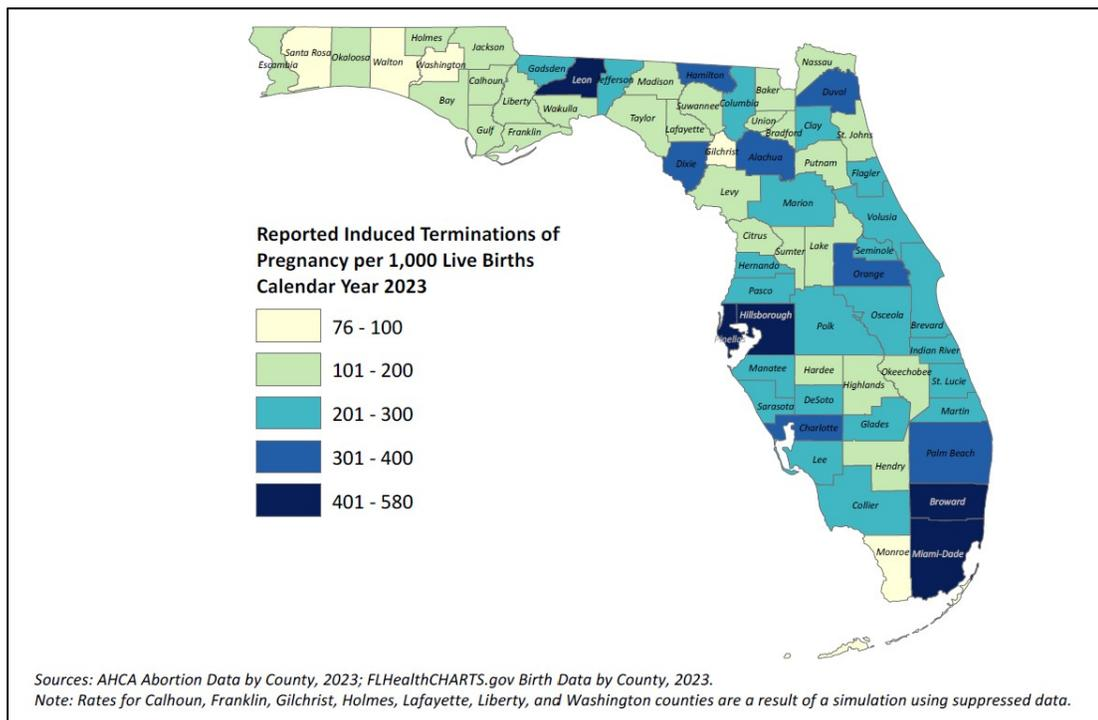 Holmes
Jackson
Santa Rosa
Okaloosa
Walton
Washington
Escambia
Calhoun
Bay
Liberty
Gulf
Franklin
Wakulla
Gadsden
Leon
Jefferson
Madison
Taylor
Hamilton
Suwannee
Lafayette
Columbia
Baker
Nassau
Duval
Union
Bradford
Clay
St. Johns
Gilchrist
Dixie
Alachua
Putnam
Flagler
Levy
Marion
Volusia
Citrus
Sumter
Lake
Seminole
Hernando
Orange
Pasco
Hillsborough
Pinellas
Polk
Osceola
Brevard
Indian River
Manatee
Hardee
Highlands
Okeechobee
St. Lucie
Sarasota
DeSoto
Martin
Charlotte
Glades
Lee
Hendry
Palm Beach
Collier
Broward
Monroe
Miami-Dade
Reported Induced Terminations of
Pregnancy per 1,000 Live Births
Calendar Year 2023
76 - 100
101 - 200
201 - 300
301 - 400
401 - 580
Sources: AHCA Abortion Data by County, 2023; FLHealthCHARTS.gov Birth Data by County, 2023.
Note: Rates for Calhoun, Franklin, Gilchrist, Holmes, Lafayette, Liberty, and Washington counties are a result of a simulation using suppressed data.